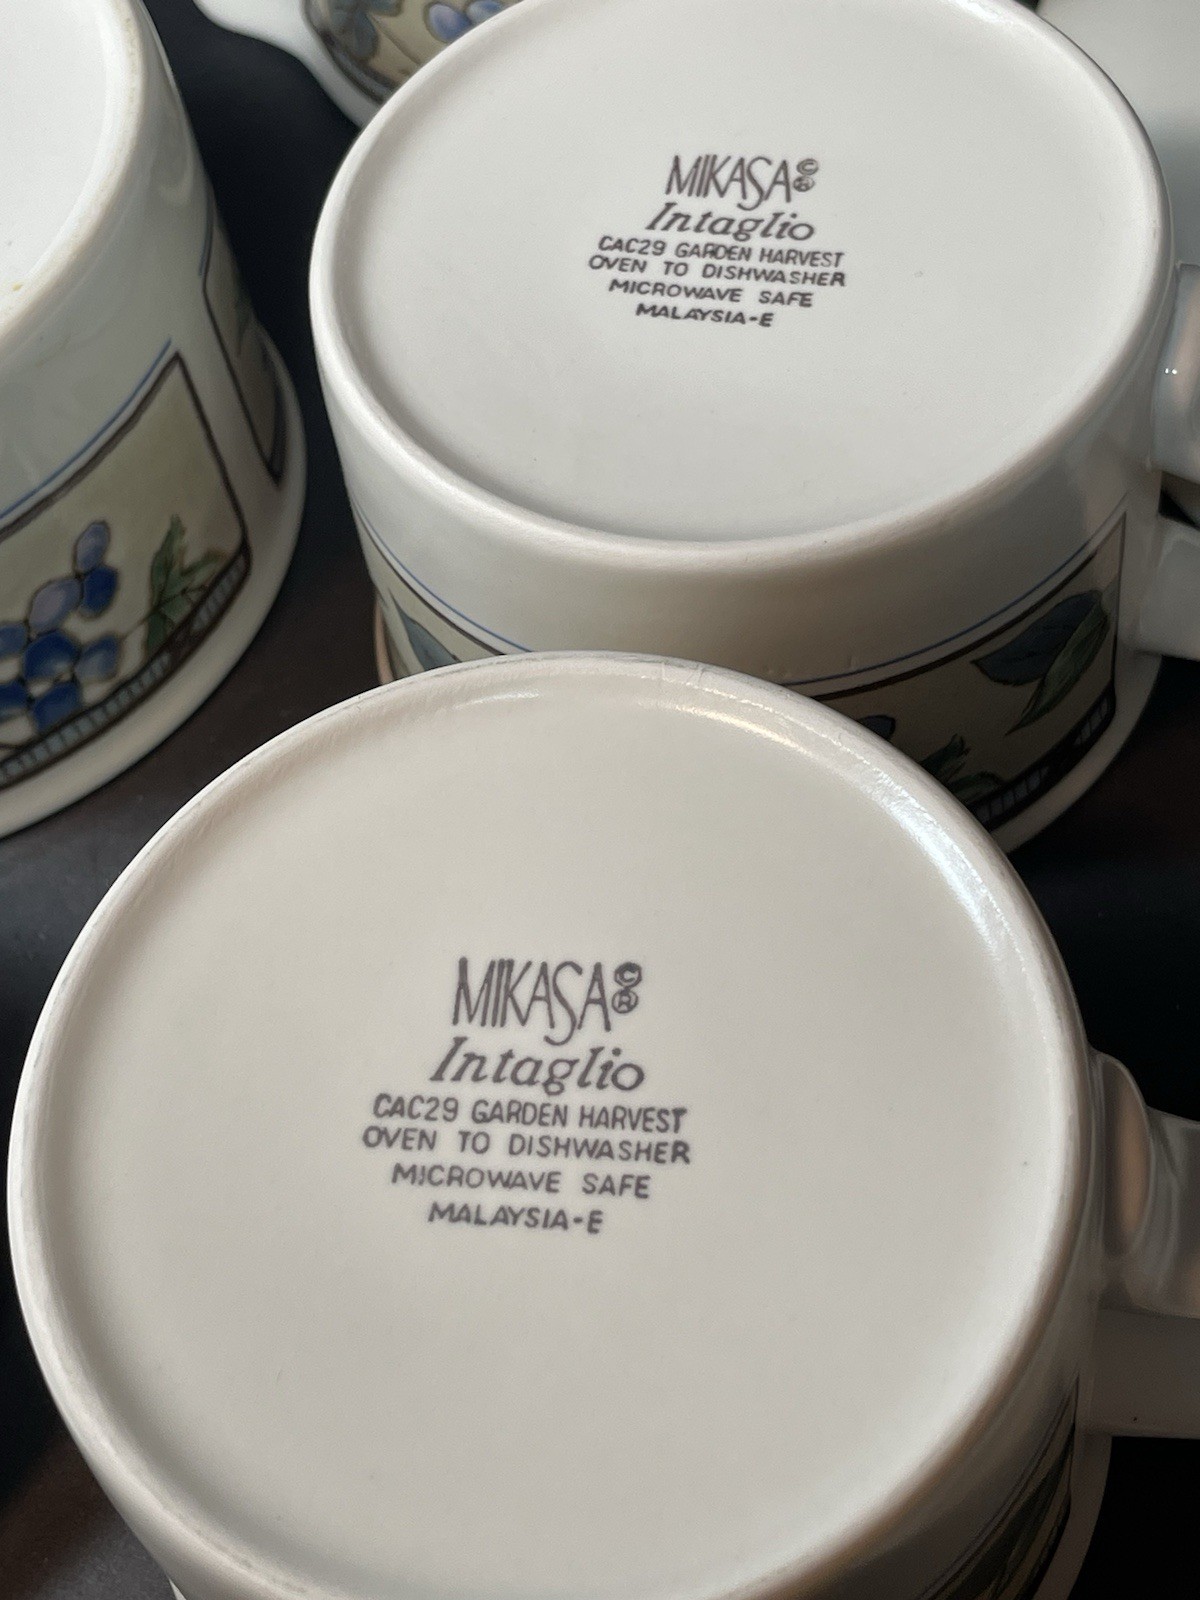 MIKASA©®
Intaglio
CAC29 GARDEN HARVEST
OVEN TO DISHWASHER
MICROWAVE SAFE
MALAYSIA-E
MIKASA©®
Intaglio
CAC29 GARDEN HARVEST
OVEN TO DISHWASHER
MICROWAVE SAFE
MALAYSIA-E